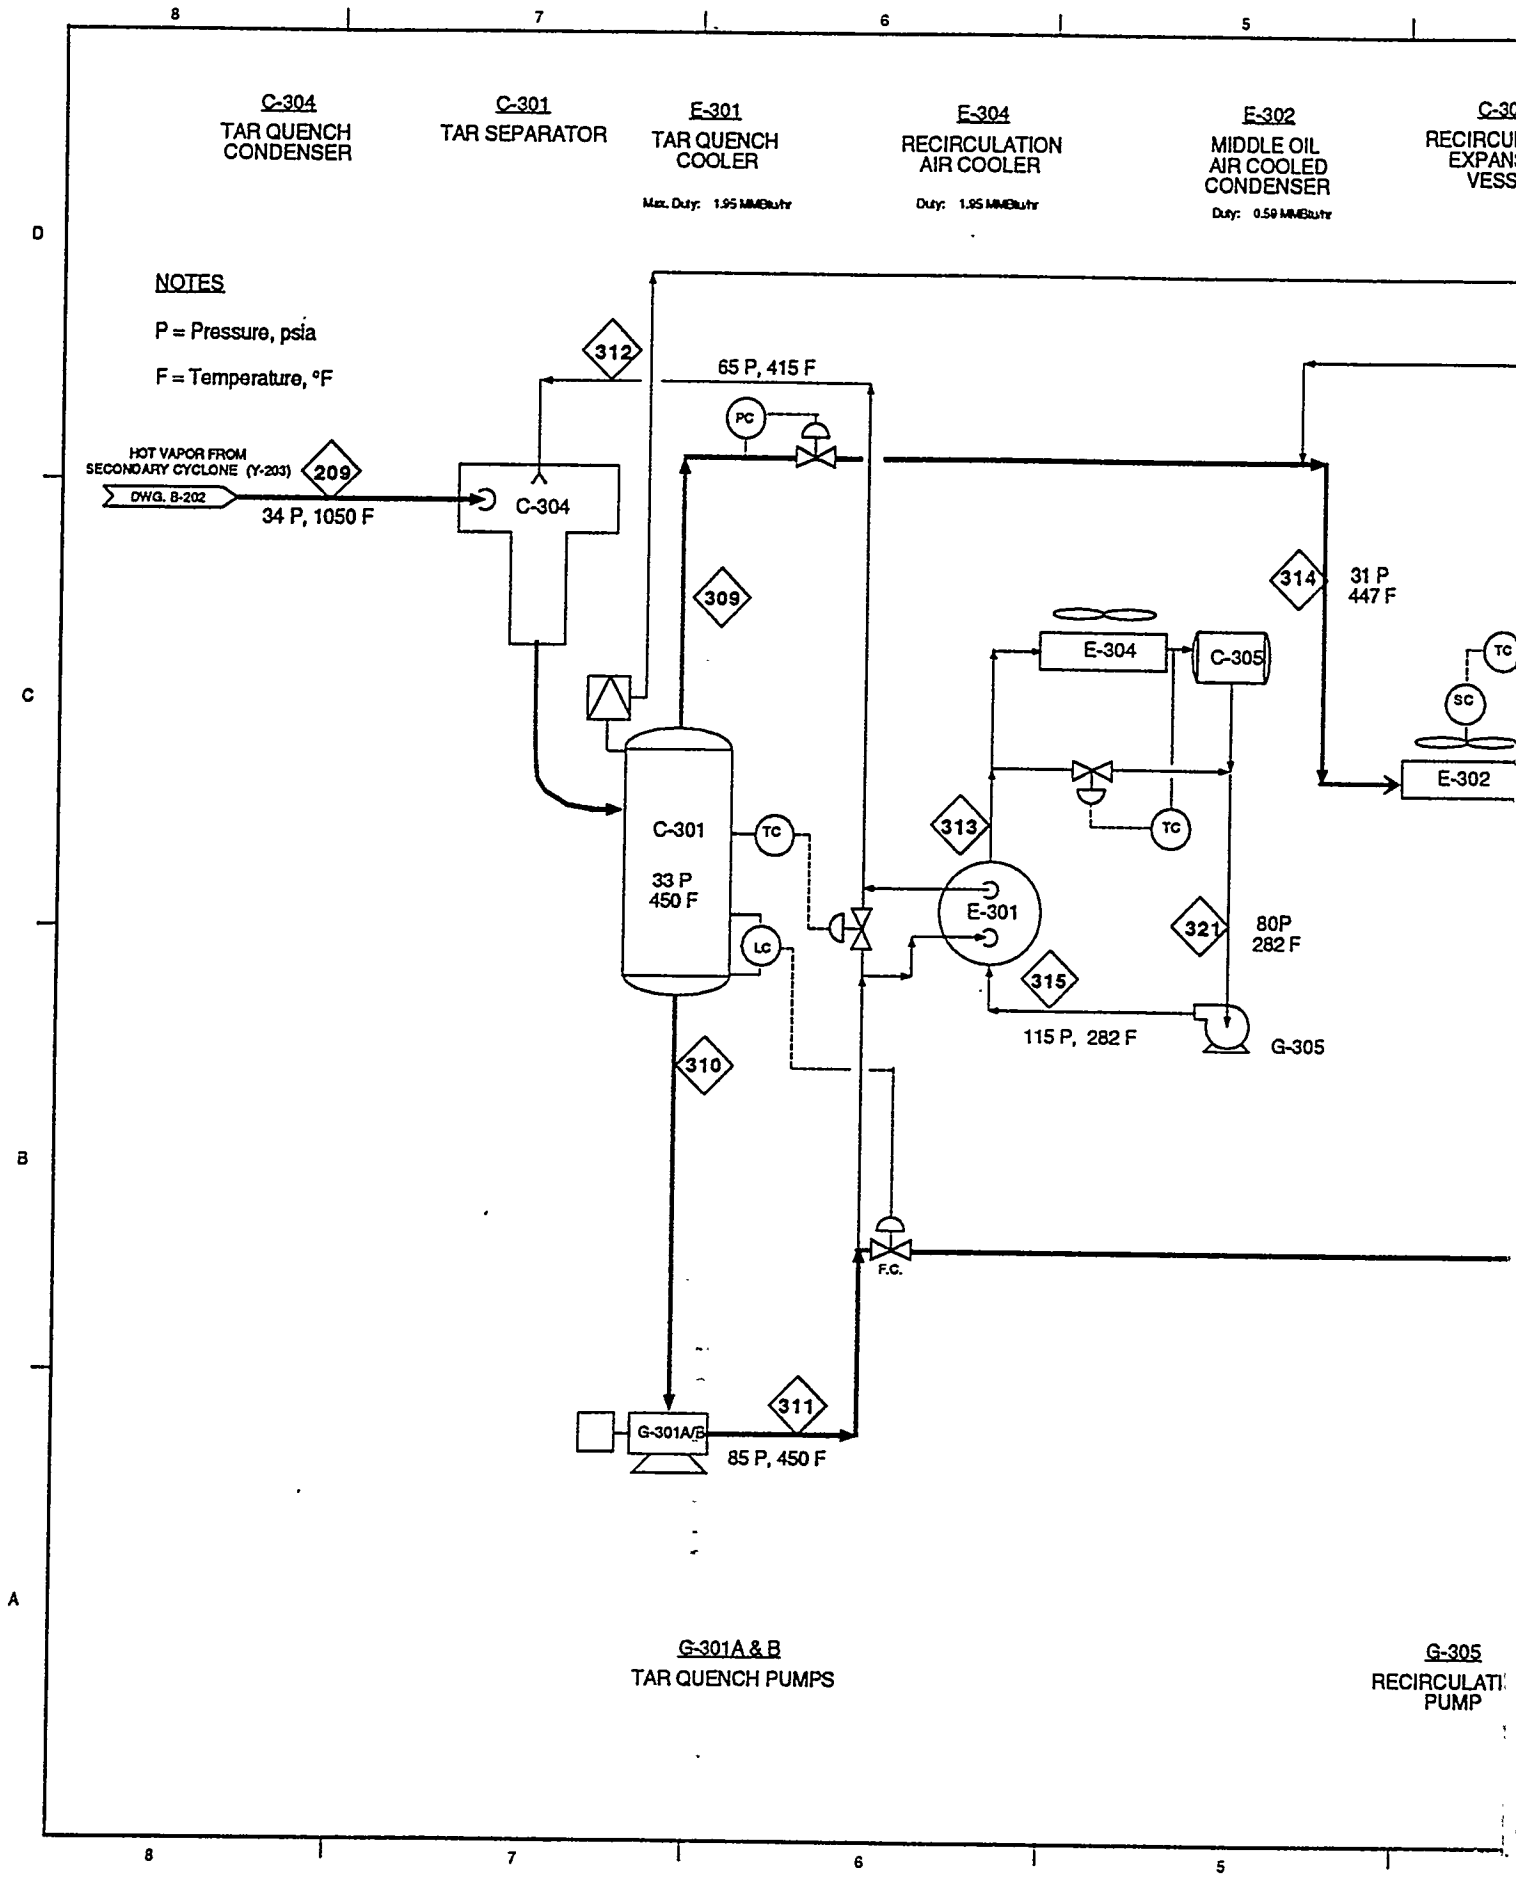 8 7 6 5
C-304
TAR QUENCH
CONDENSER
C-301
TAR SEPARATOR
E-301
TAR QUENCH
COOLER
Max. Duty: 1.95 MMBtu/hr
E-304
RECIRCULATION
AIR COOLER
Duty: 1.95 MMBtu/hr
E-302
MIDDLE OIL
AIR COOLED
CONDENSER
Duty: 0.59 MMBtu/hr
C-30
RECIRCU
EXPANS
VESS
D
NOTES
P = Pressure, psia
F = Temperature, °F
312
65 P, 415 F
PC
HOT VAPOR FROM
SECONDARY CYCLONE (Y-203)
209
DWG. B-202
34 P, 1050 F
C-304
309
314
31 P
447 F
E-304
C-305
TC
SC
E-302
C
C-301
33 P
450 F
TC
LC
313
TC
E-301
321
80P
282 F
315
115 P, 282 F
G-305
310
B
F.C.
311
G-301A/B
85 P, 450 F
A
G-301A & B
TAR QUENCH PUMPS
G-305
RECIRCULATI
PUMP
8 7 6 5